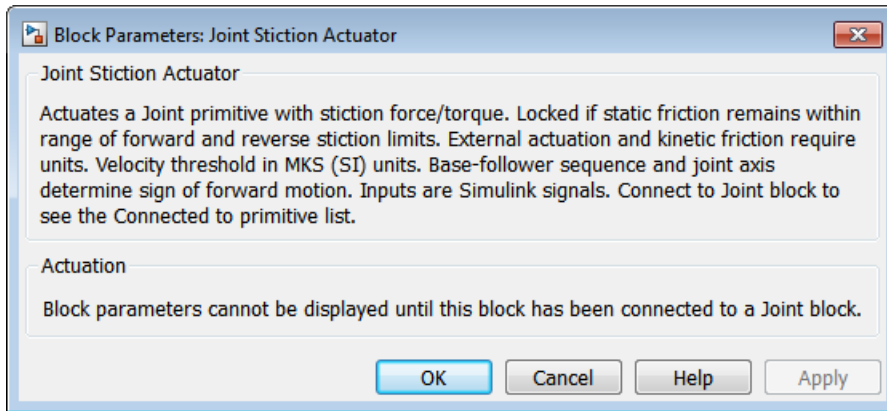 Block Parameters: Joint Stiction Actuator
Joint Stiction Actuator
Actuates a Joint primitive with stiction force/torque. Locked if static friction remains within
range of forward and reverse stiction limits. External actuation and kinetic friction require
units. Velocity threshold in MKS (SI) units. Base-follower sequence and joint axis
determine sign of forward motion. Inputs are Simulink signals. Connect to Joint block to
see the Connected to primitive list.
Actuation
Block parameters cannot be displayed until this block has been connected to a Joint block.
OK Cancel Help Apply